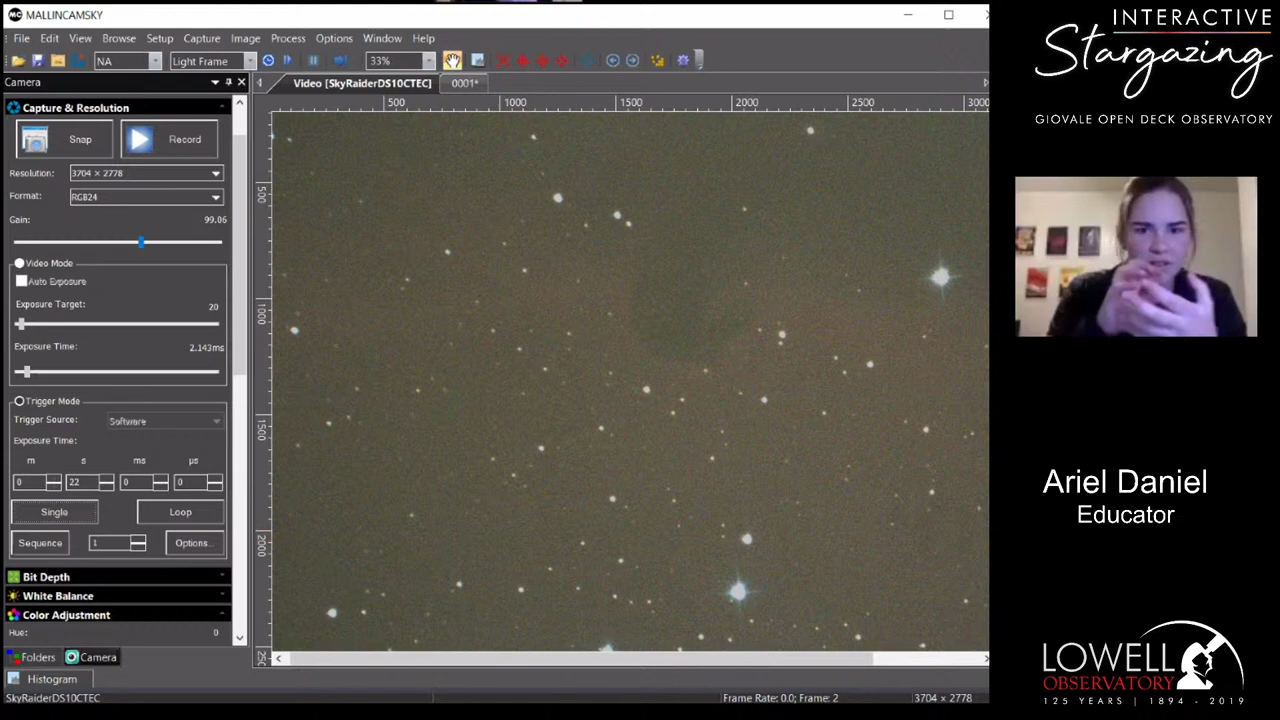 MC MALLINCAMSKY
File Edit View Browse Setup Capture Image Process Options Window Help
NA Light Frame 33%
Camera
Video [SkyRaiderDS10CTEC] 0001*
Capture & Resolution
500 1000 1500 2000 2500 3000
Snap Record
Resolution: 3704 × 2778
Format: RGB24
Gain: 99.06
Video Mode
Auto Exposure
Exposure Target: 20
Exposure Time: 2.143ms
Trigger Mode
Trigger Source: Software
Exposure Time:
m s ms µs
0 22 0 0
Single Loop
Sequence 1 Options...
Bit Depth
White Balance
Color Adjustment
Hue: 0
Folders Camera
Histogram
SkyRaiderDS10CTEC Frame Rate: 0.0; Frame: 2 3704 × 2778
500
1000
1500
2000
INTERACTIVE
Stargazing
GIOVALE OPEN DECK OBSERVATORY
Ariel Daniel
Educator
LOWELL
OBSERVATORY
125 YEARS | 1894 - 2019